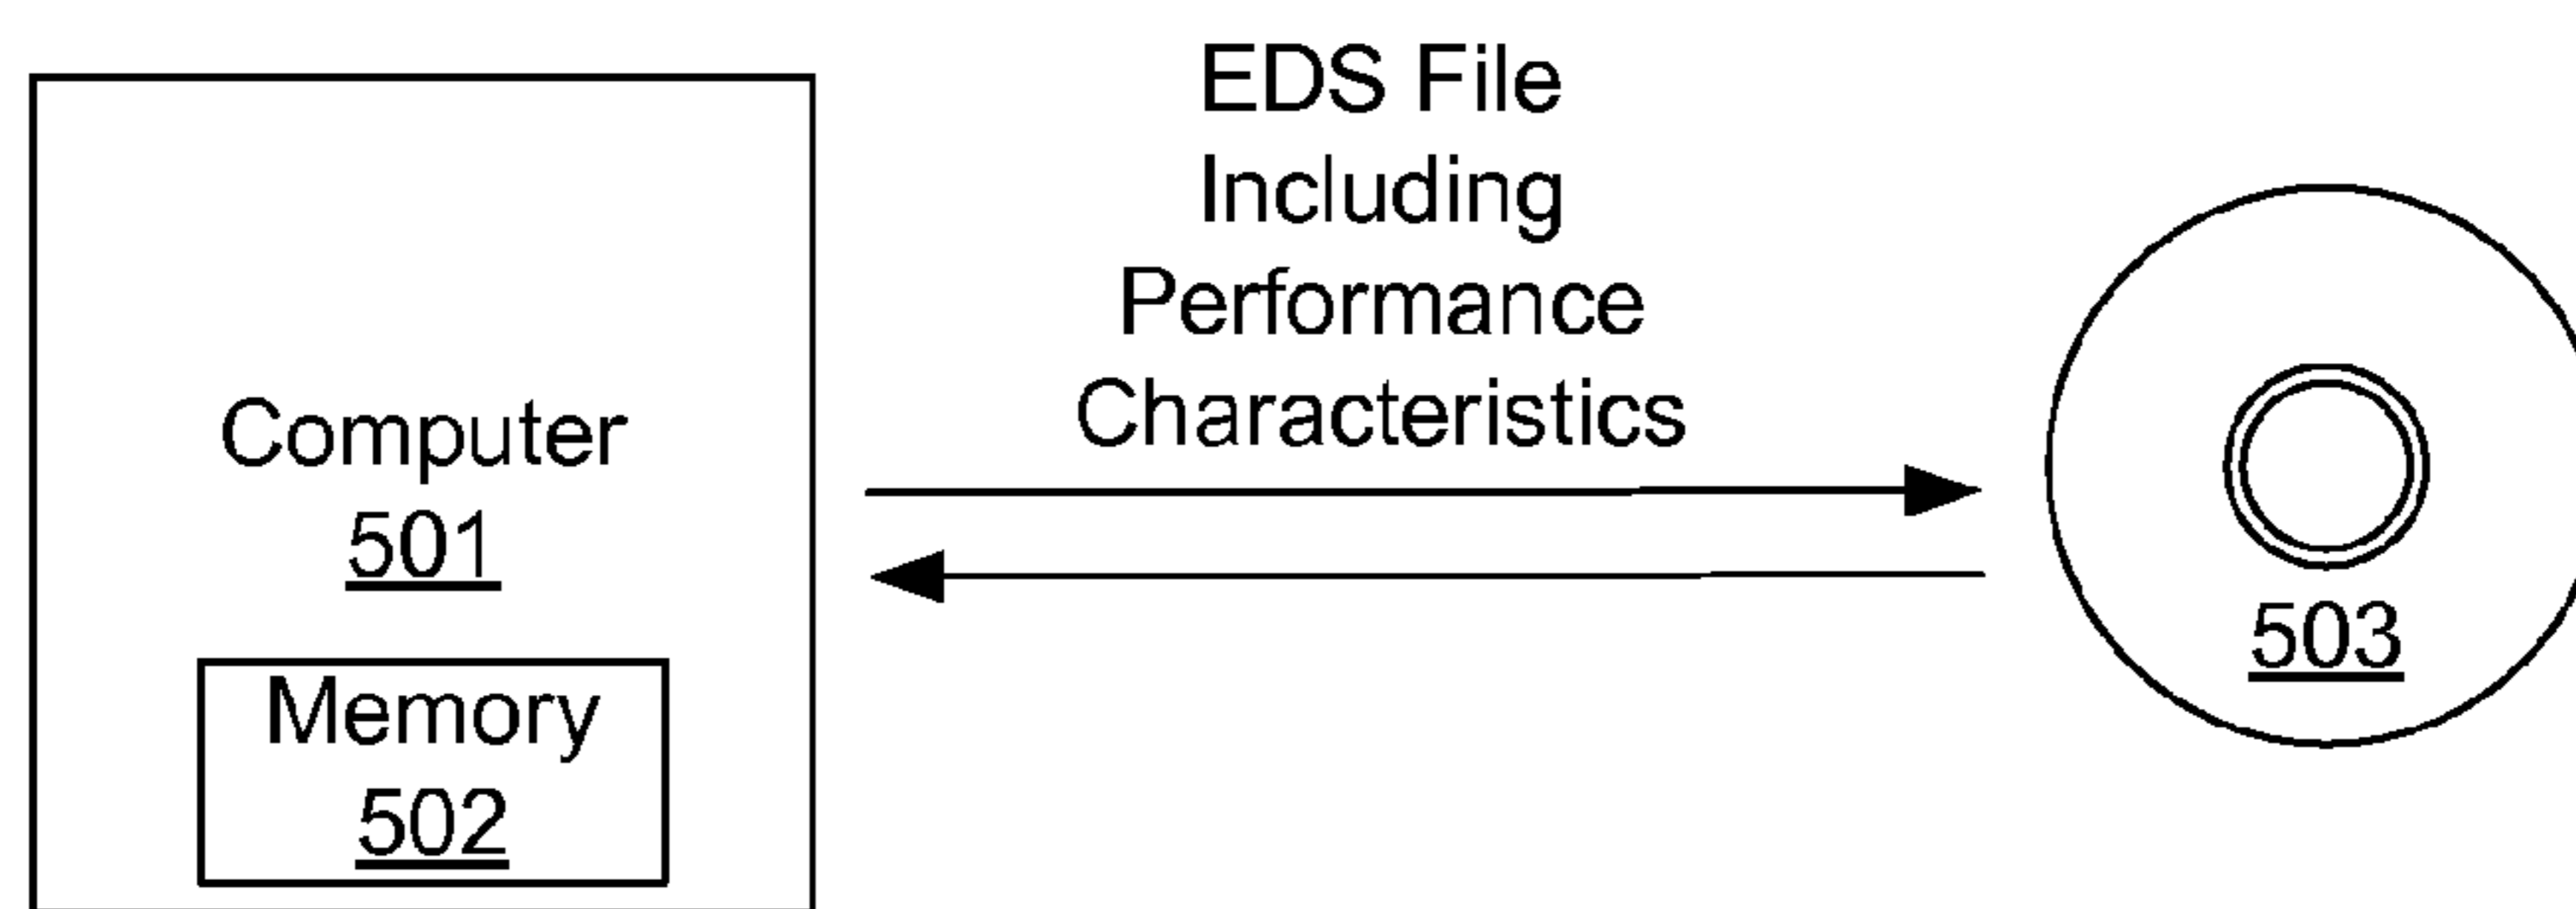 EDS File
Including
Performance
Characteristics
Computer
501
Memory
502
503